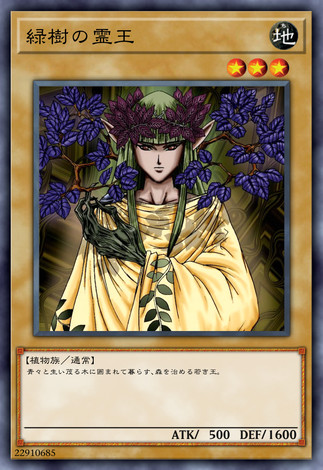 緑樹の霊王
地
【植物族／通常】
青々と生い茂る木に囲まれて暮らす、森を治める若き王。
ATK/ 500 DEF/1600
22910685